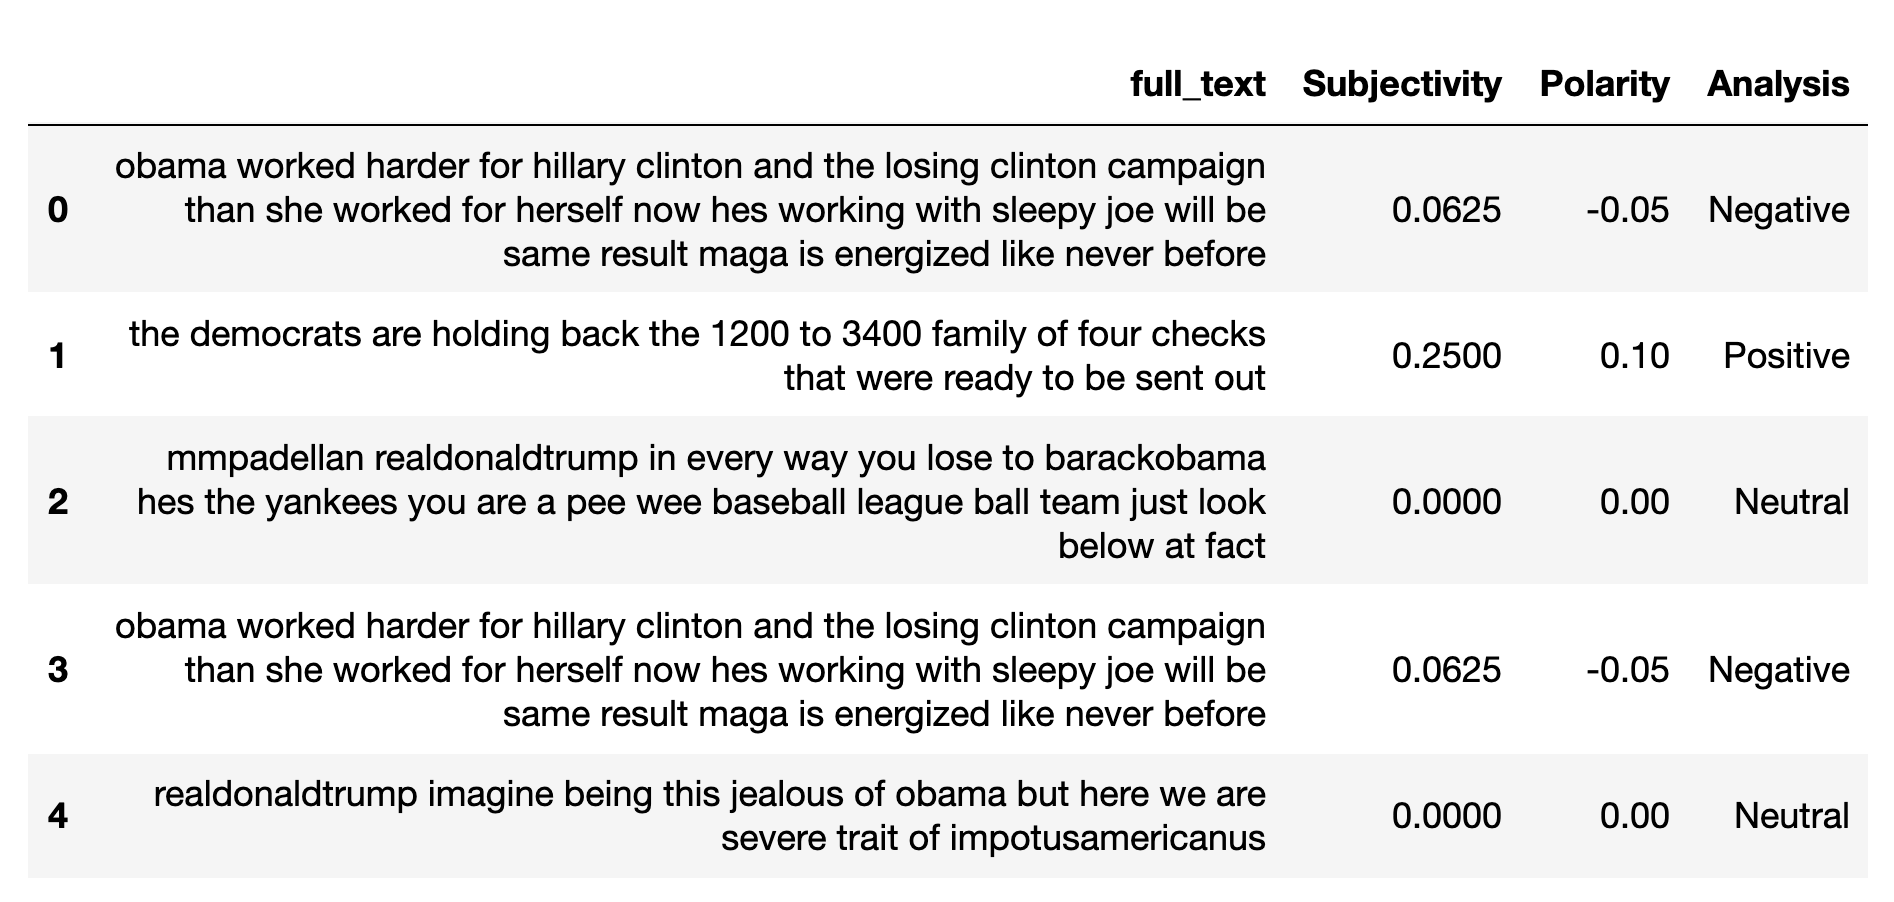 full_text Subjectivity Polarity Analysis
obama worked harder for hillary clinton and the losing clinton campaign
0 than she worked for herself now hes working with sleepy joe will be 0.0625 -0.05 Negative
same result maga is energized like never before
the democrats are holding back the 1200 to 3400 family of four checks
1 that were ready to be sent out 0.2500 0.10 Positive
mmpadellan realdonaldtrump in every way you lose to barackobama
2 hes the yankees you are a pee wee baseball league ball team just look 0.0000 0.00 Neutral
below at fact
obama worked harder for hillary clinton and the losing clinton campaign
3 than she worked for herself now hes working with sleepy joe will be 0.0625 -0.05 Negative
same result maga is energized like never before
realdonaldtrump imagine being this jealous of obama but here we are
4 severe trait of impotusamericanus 0.0000 0.00 Neutral